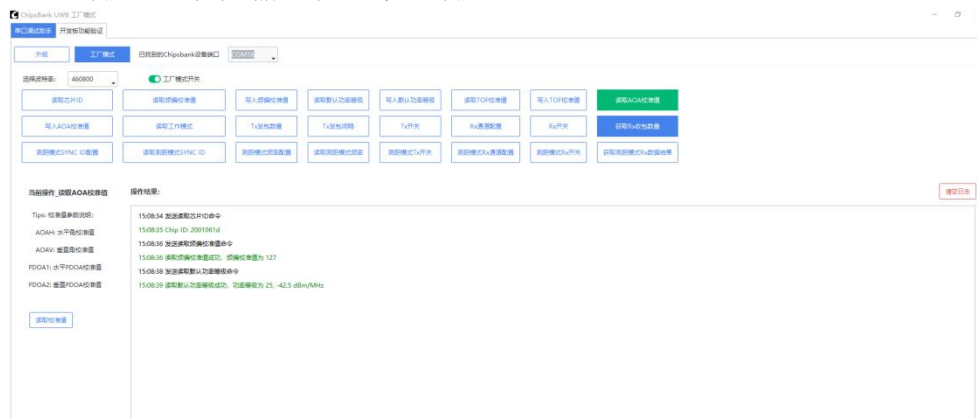 ChipsBank UWB 工厂模式
串口调试助手 开发板功能验证
升级 工厂模式 已找到的Chipsbank设备端口 COM18
选择波特率: 460800 工厂模式开关
读取芯片ID 读取频偏校准值 写入频偏校准值 读取默认功率等级 写入默认功率等级 读取TOF校准值 写入TOF校准值 读取AOA校准值
写入AOA校准值 读取工作模式 Tx发包数量 Tx发包间隔 Tx开关 Rx通道配置 Rx开关 获取Rx收包数量
测距模式SYNC ID配置 读取测距模式SYNC ID 测距模式频率配置 读取测距模式频率 测距模式Tx开关 测距模式Rx通道配置 测距模式Rx开关 获取测距模式Rx数据结果
当前操作_读取AOA校准值 操作结果: 清空日志
Tips: 校准值参数说明:
AOAH: 水平角校准值
AOAV: 垂直角校准值
PDOA1: 水平PDOA校准值
PDOA2: 垂直PDOA校准值
读取校准值
15:08:34 发送读取芯片ID命令
15:08:35 Chip ID: 2001061d
15:08:36 发送读取频偏校准值命令
15:08:36 读取频偏校准值成功，频偏校准值为 127
15:08:38 发送读取默认功率等级命令
15:08:39 读取默认功率等级成功，功率等级为 25, -42.5 dBm/MHz